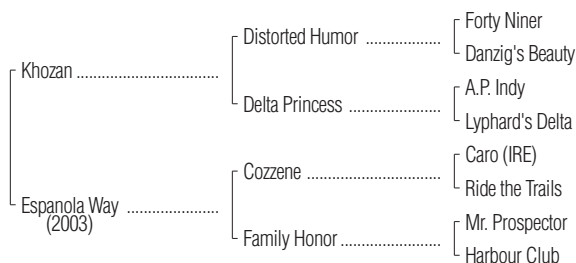 Forty Niner
Distorted Humor ....................
Danzig's Beauty
Khozan ......................................
A.P. Indy
Delta Princess .........................
Lyphard's Delta
Caro (IRE)
Cozzene ....................................
Ride the Trails
Espanola Way .........................
(2003)
Mr. Prospector
Family Honor ...........................
Harbour Club